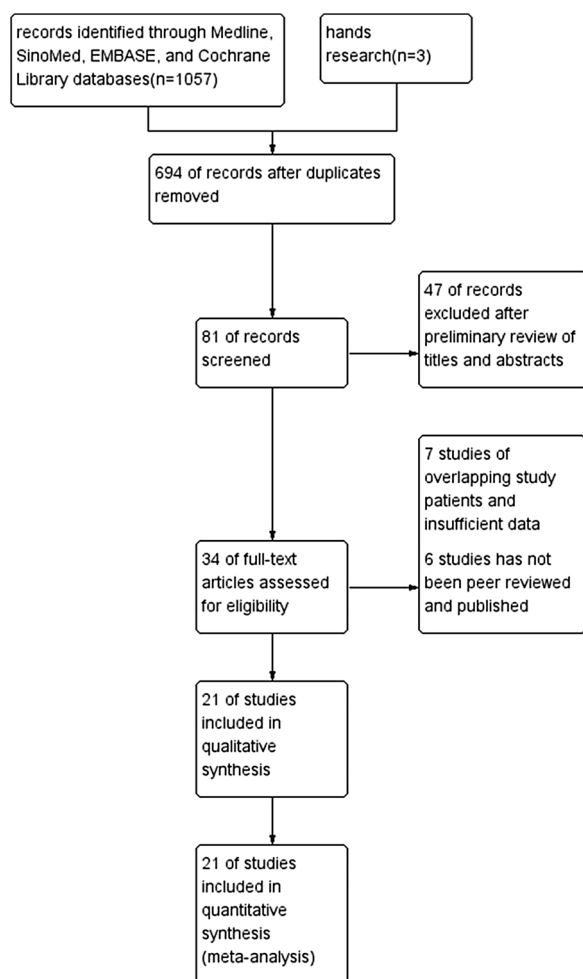 records identified through Medline,
SinoMed, EMBASE, and Cochrane
Library databases(n=1057)
hands
research(n=3)
694 of records after duplicates
removed
81 of records
screened
47 of records
excluded after
preliminary review of
titles and abstracts
7 studies of
overlapping study
patients and
insufficient data
6 studies has not
been peer reviewed
and published
34 of full-text
articles assessed
for eligibility
21 of studies
included in
qualitative
synthesis
21 of studies
included in
quantitative
synthesis
(meta-analysis)